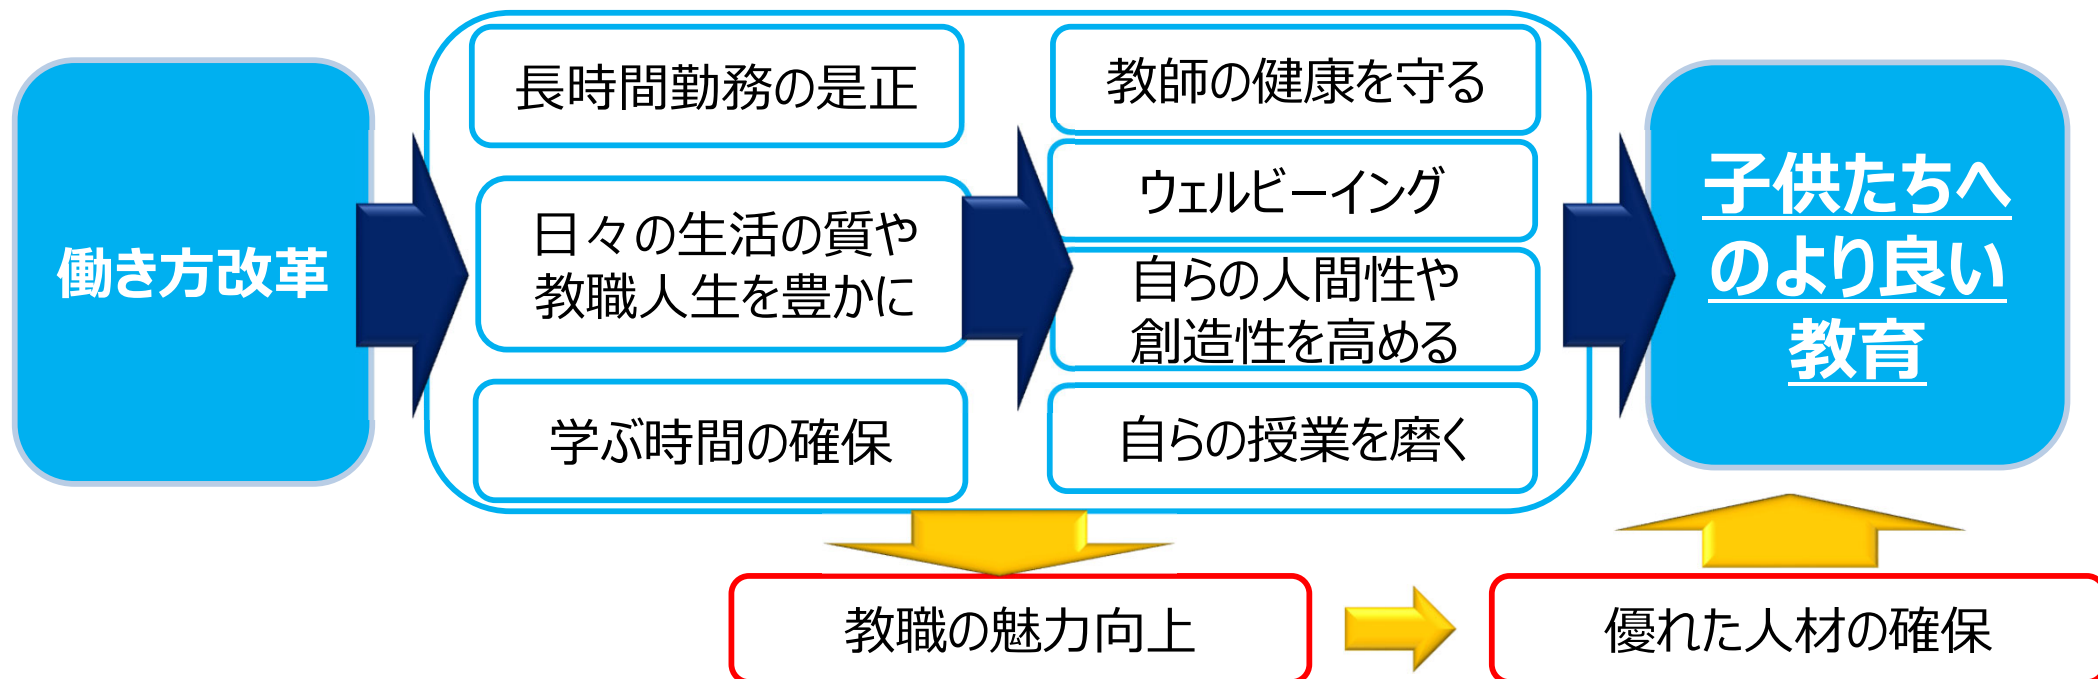 働き方改革
長時間勤務の是正
日々の生活の質や
教職人生を豊かに
学ぶ時間の確保
教師の健康を守る
ウェルビーイング
自らの人間性や
創造性を高める
自らの授業を磨く
子供たちへ
のより良い
教育
教職の魅力向上
優れた人材の確保